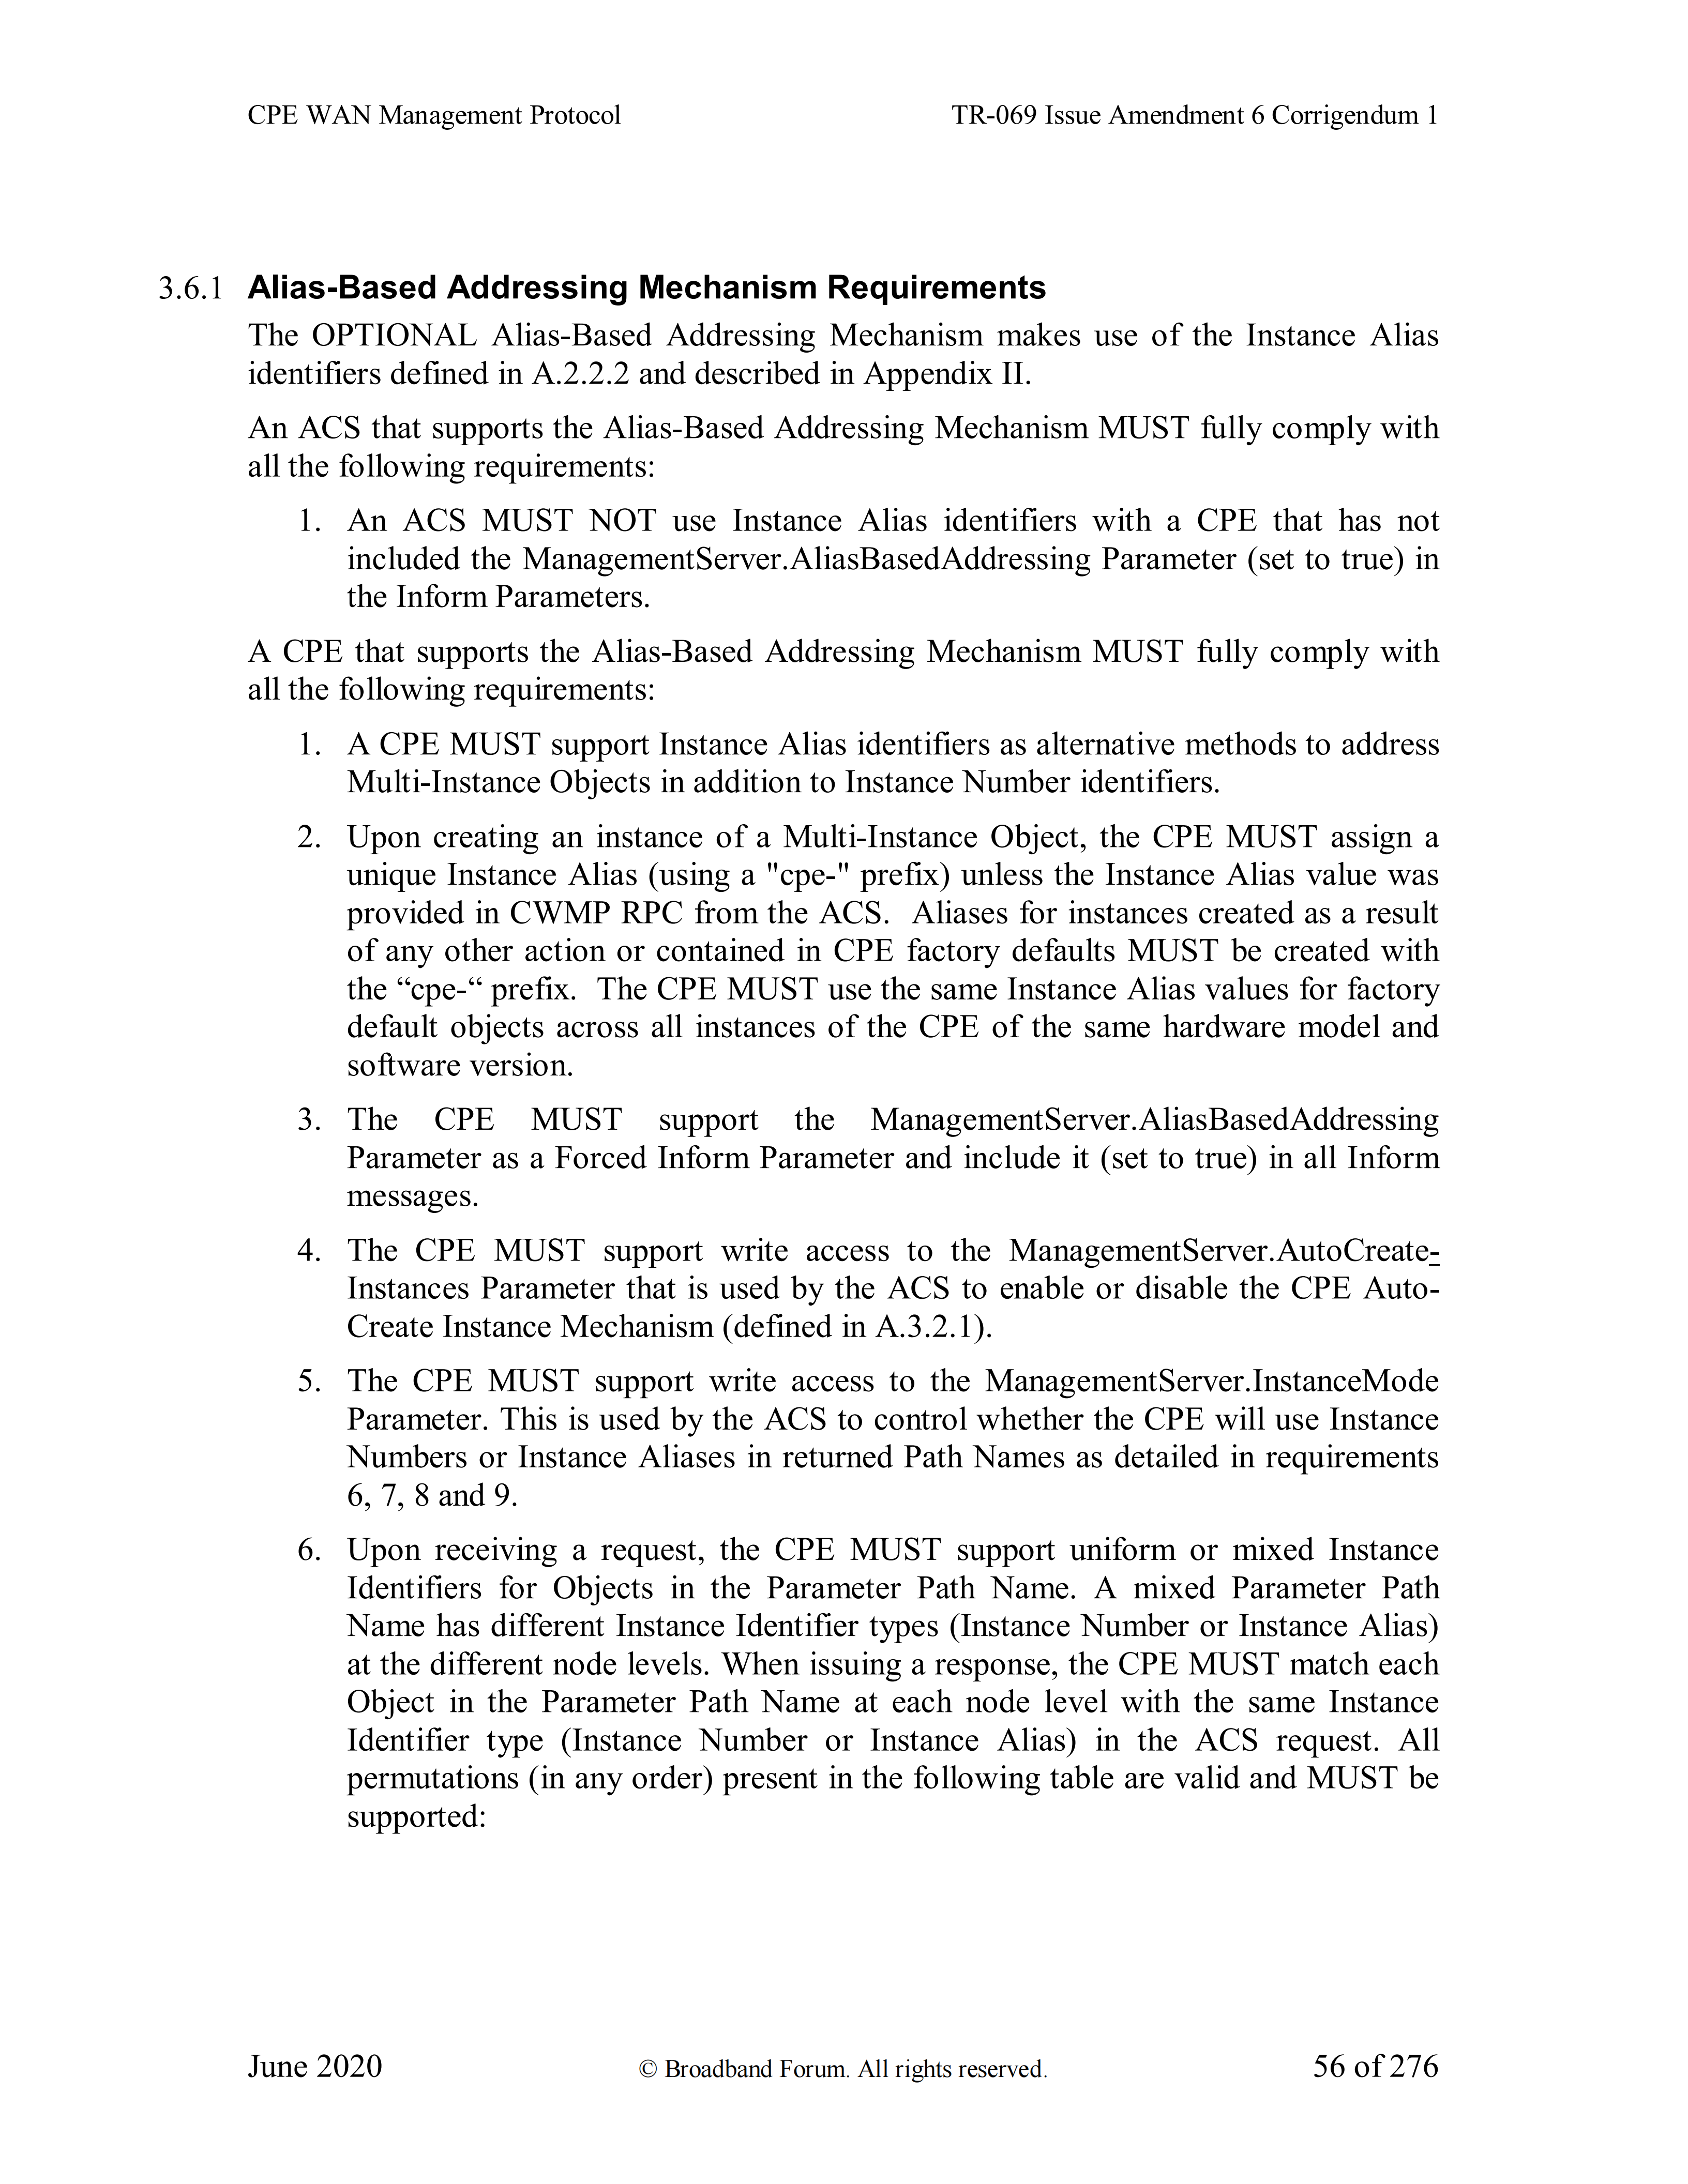 CPE WAN Management Protocol TR-069 Issue Amendment 6 Corrigendum 1
3.6.1 Alias-Based Addressing Mechanism Requirements
The OPTIONAL Alias-Based Addressing Mechanism makes use of the Instance Alias
identifiers defined in A.2.2.2 and described in Appendix II.
An ACS that supports the Alias-Based Addressing Mechanism MUST fully comply with
all the following requirements:
1. An ACS MUST NOT use Instance Alias identifiers with a CPE that has not
included the ManagementServer.AliasBasedAddressing Parameter (set to true) in
the Inform Parameters.
A CPE that supports the Alias-Based Addressing Mechanism MUST fully comply with
all the following requirements:
1. A CPE MUST support Instance Alias identifiers as alternative methods to address
Multi-Instance Objects in addition to Instance Number identifiers.
2. Upon creating an instance of a Multi-Instance Object, the CPE MUST assign a
unique Instance Alias (using a "cpe-" prefix) unless the Instance Alias value was
provided in CWMP RPC from the ACS.  Aliases for instances created as a result
of any other action or contained in CPE factory defaults MUST be created with
the “cpe-“ prefix.  The CPE MUST use the same Instance Alias values for factory
default objects across all instances of the CPE of the same hardware model and
software version.
3. The CPE MUST support the ManagementServer.AliasBasedAddressing
Parameter as a Forced Inform Parameter and include it (set to true) in all Inform
messages.
4. The CPE MUST support write access to the ManagementServer.AutoCreate-
Instances Parameter that is used by the ACS to enable or disable the CPE Auto-
Create Instance Mechanism (defined in A.3.2.1).
5. The CPE MUST support write access to the ManagementServer.InstanceMode
Parameter. This is used by the ACS to control whether the CPE will use Instance
Numbers or Instance Aliases in returned Path Names as detailed in requirements
6, 7, 8 and 9.
6. Upon receiving a request, the CPE MUST support uniform or mixed Instance
Identifiers for Objects in the Parameter Path Name. A mixed Parameter Path
Name has different Instance Identifier types (Instance Number or Instance Alias)
at the different node levels. When issuing a response, the CPE MUST match each
Object in the Parameter Path Name at each node level with the same Instance
Identifier type (Instance Number or Instance Alias) in the ACS request. All
permutations (in any order) present in the following table are valid and MUST be
supported:
June 2020 © Broadband Forum. All rights reserved. 56 of 276